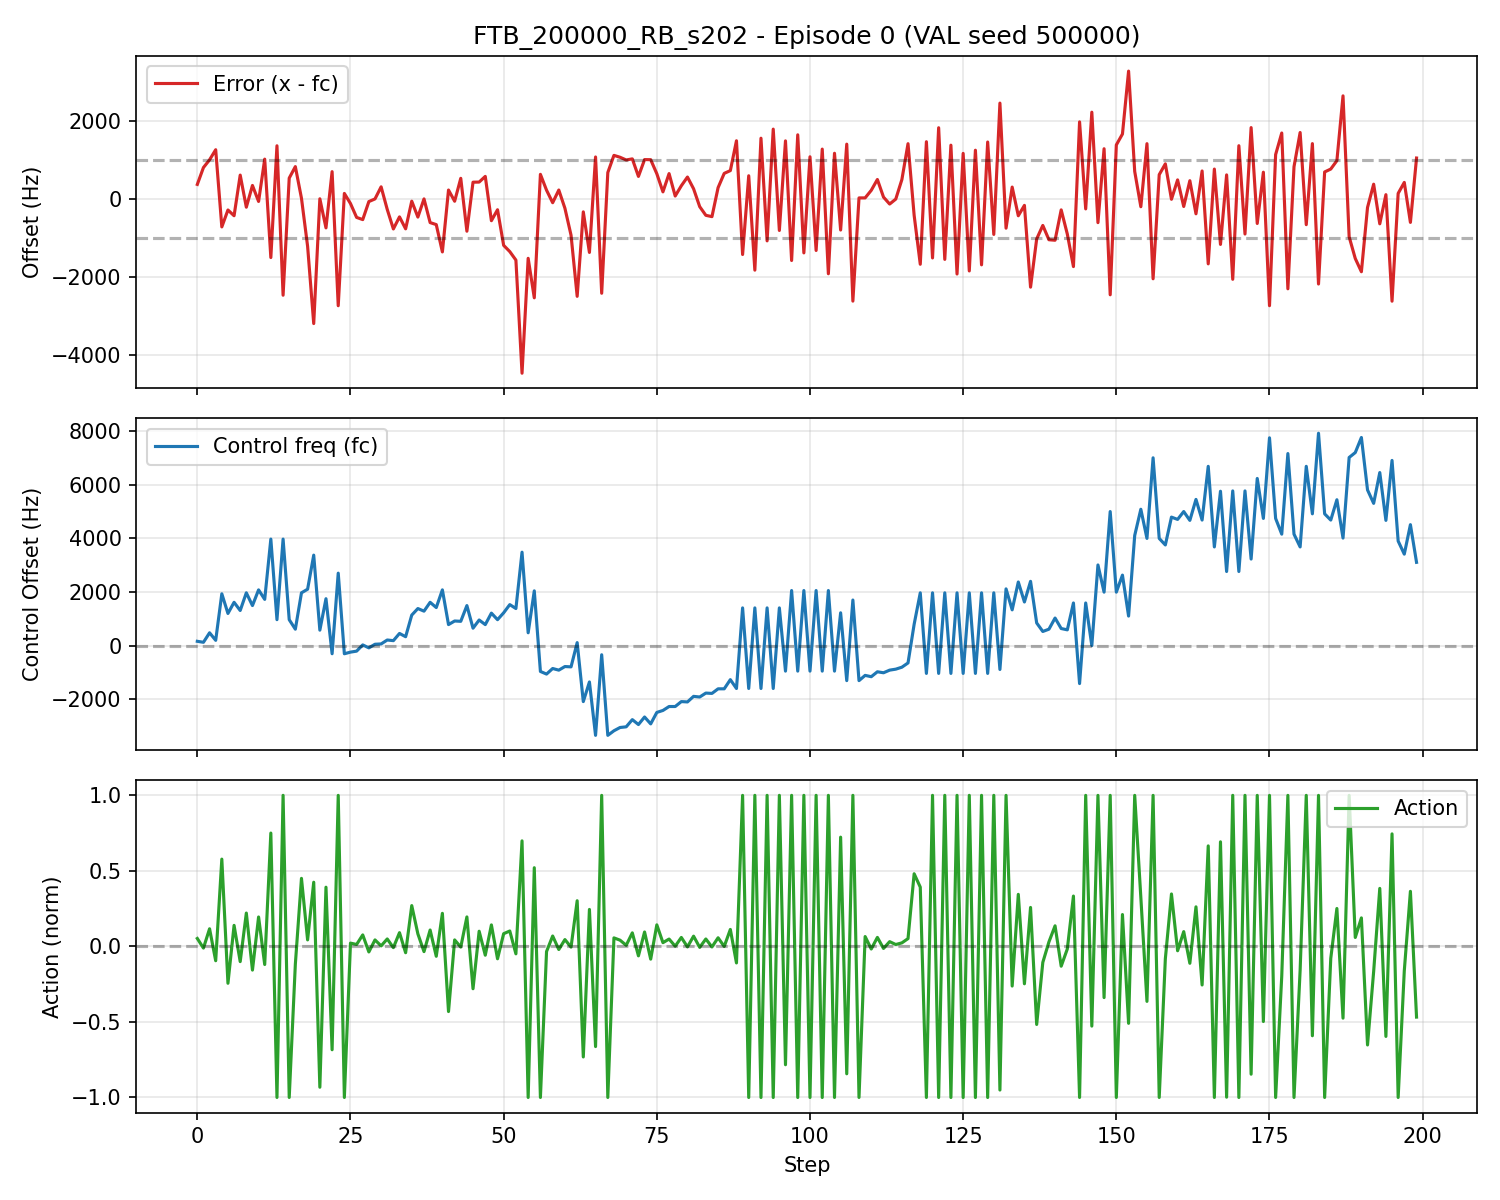 FTB_200000_RB_s202 - Episode 0 (VAL seed 500000)
Error (x - fc)
Offset (Hz)
2000
0
−2000
−4000
Control freq (fc)
Control Offset (Hz)
8000
6000
4000
2000
0
−2000
Action
Action (norm)
1.0
0.5
0.0
−0.5
−1.0
0 25 50 75 100 125 150 175 200
Step